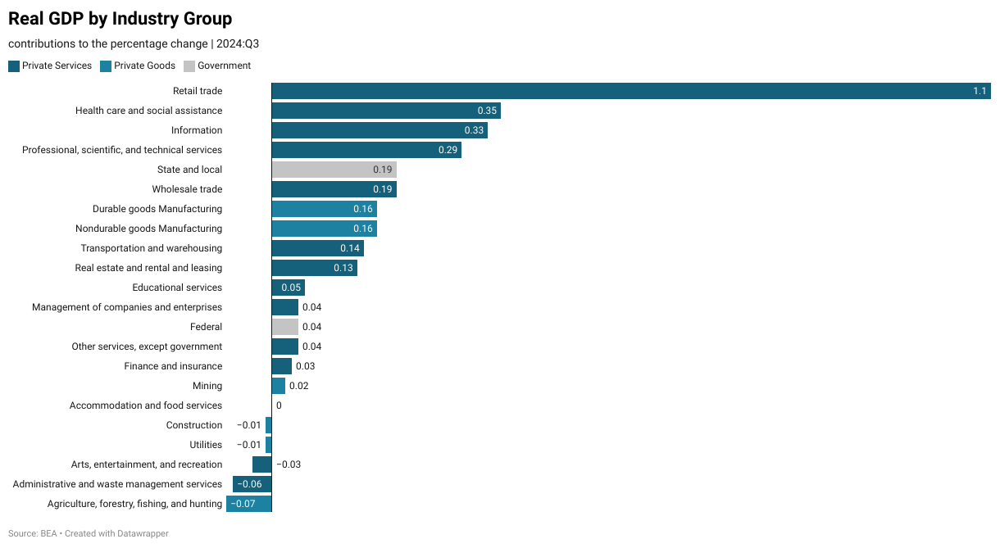 Real GDP by Industry Group
contributions to the percentage change | 2024:Q3
Private Services Private Goods Government
Retail trade 1.1
Health care and social assistance 0.35
Information 0.33
Professional, scientific, and technical services 0.29
State and local 0.19
Wholesale trade 0.19
Durable goods Manufacturing 0.16
Nondurable goods Manufacturing 0.16
Transportation and warehousing 0.14
Real estate and rental and leasing 0.13
Educational services 0.05
Management of companies and enterprises 0.04
Federal 0.04
Other services, except government 0.04
Finance and insurance 0.03
Mining 0.02
Accommodation and food services 0
Construction −0.01
Utilities −0.01
Arts, entertainment, and recreation −0.03
Administrative and waste management services −0.06
Agriculture, forestry, fishing, and hunting −0.07
Source: BEA • Created with Datawrapper